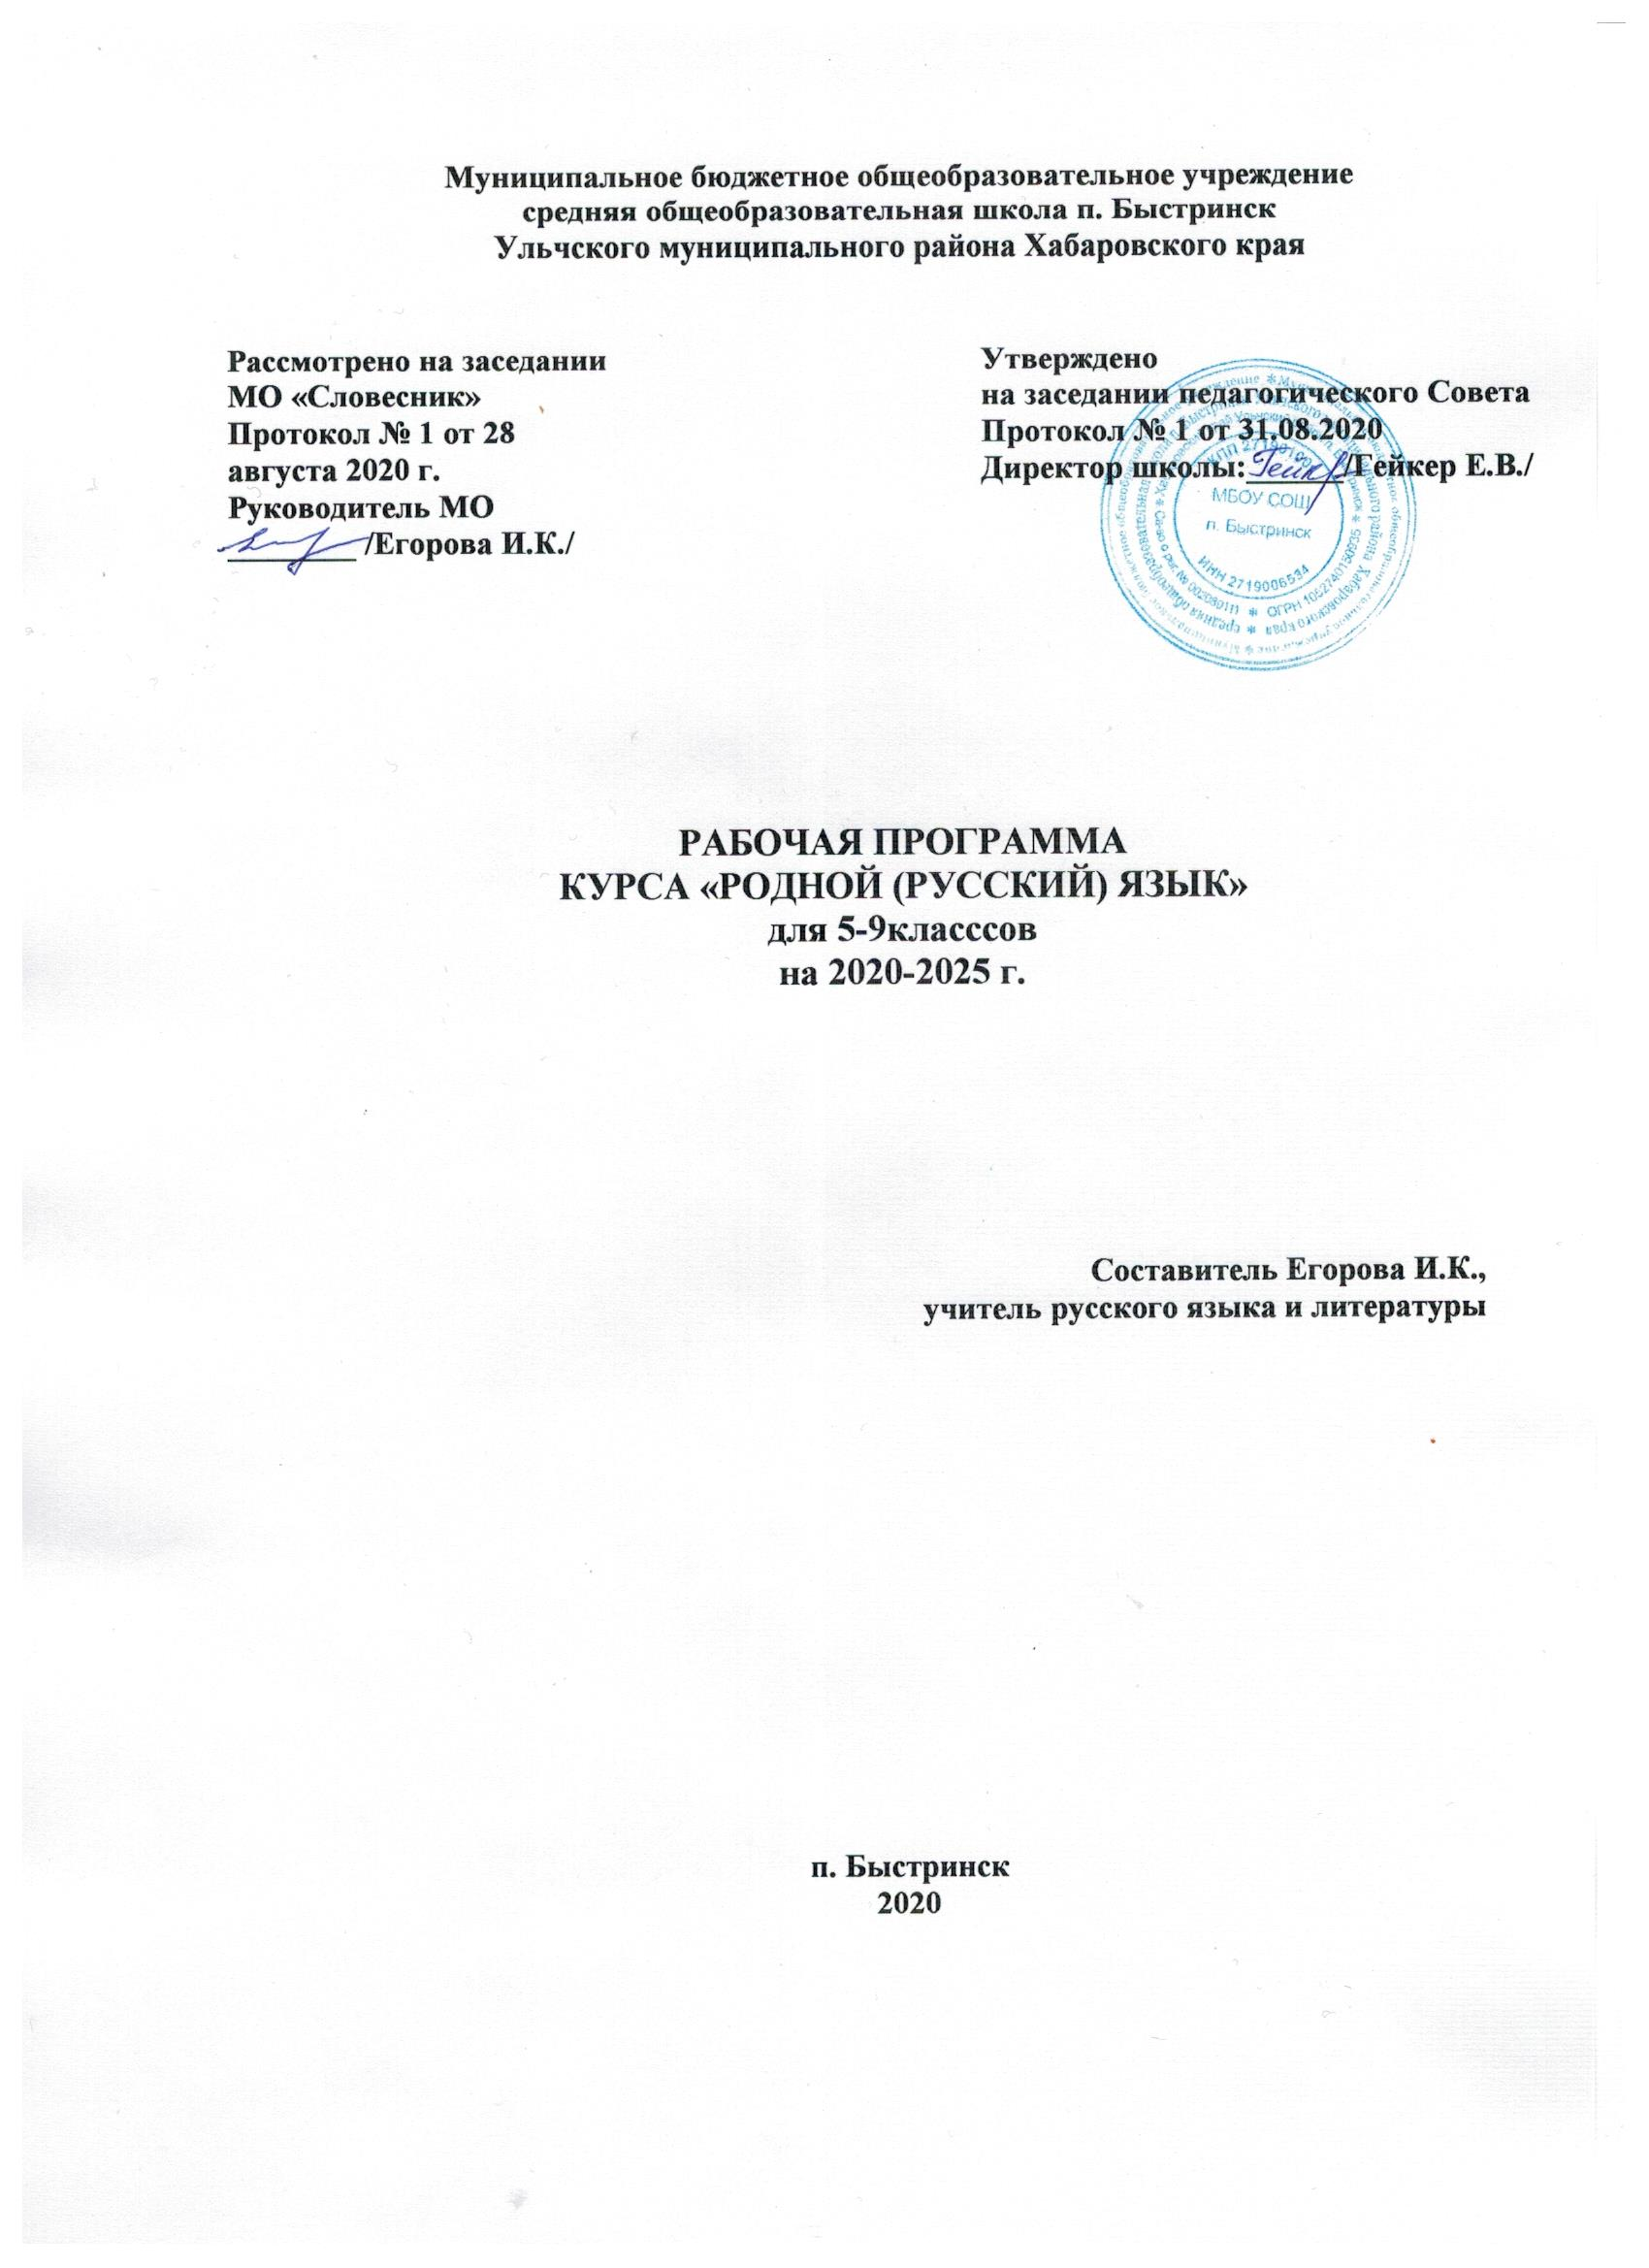 Муниципальное бюджетное общеобразовательное учреждение
средняя общеобразовательная школа п. Быстринск
Ульчского муниципального района Хабаровского края
Рассмотрено на заседании
МО «Словесник»
Протокол № 1 от 28
августа 2020 г.
Руководитель МО
/Егорова И.К./
Утверждено
на заседании педагогического Совета
Протокол № 1 от 31.08.2020
Директор школы: /Гейкер Е.В./
МБОУ СОШ
п. Быстринск
ИНН 2719006534
РАБОЧАЯ ПРОГРАММА
КУРСА «РОДНОЙ (РУССКИЙ) ЯЗЫК»
для 5-9класссов
на 2020-2025 г.
Составитель Егорова И.К.,
учитель русского языка и литературы
п. Быстринск
2020